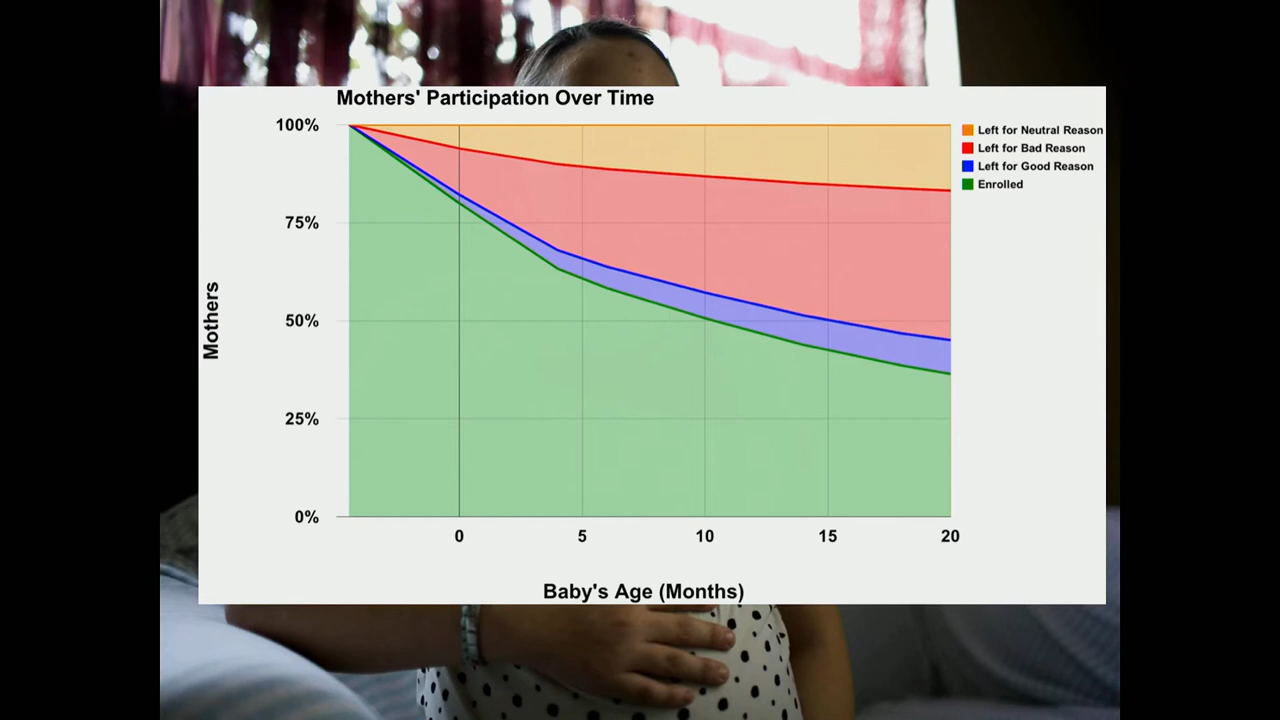 Mothers' Participation Over Time
100%
75%
50%
25%
0%
Mothers
0 5 10 15 20
Baby's Age (Months)
Left for Neutral Reason
Left for Bad Reason
Left for Good Reason
Enrolled